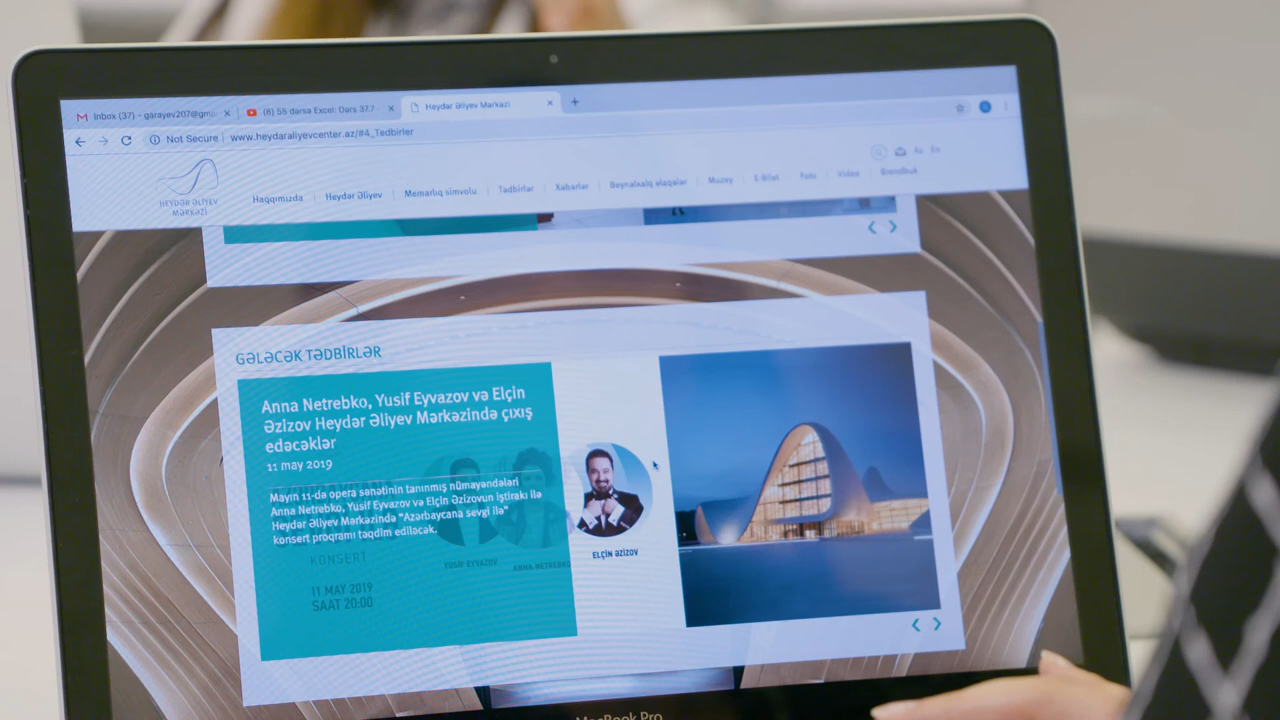 Inbox (37) - garayev207@gma
(8) 55 dərsə Excel: Dərs 37.7 -
Heydər Əliyev Mərkəzi
Not Secure
www.heydaraliyevcenter.az/#4_Tedbirler
HEYDƏR ƏLİYEV
MƏRKƏZİ
Haqqımızda
Heydər Əliyev
Memarlıq simvolu
Tədbirlər
Xəbərlər
Beynəlxalq əlaqələr
Muzey
E-Bilet
Foto
Video
Brendbuk
Az
En
GƏLƏCƏK TƏDBİRLƏR
Anna Netrebko, Yusif Eyvazov və Elçin
Əzizov Heydər Əliyev Mərkəzində çıxış
edəcəklər
11 may 2019
Mayın 11-də opera sənətinin tanınmış nümayəndələri
Anna Netrebko, Yusif Eyvazov və Elçin Əzizovun iştirakı ilə
Heydər Əliyev Mərkəzində "Azərbaycana sevgi ilə"
konsert proqramı təqdim ediləcək.
KONSERT
11 MAY 2019
SAAT 20:00
YUSIF EYVAZOV
ANNA NETREBKO
ELÇİN ƏZİZOV
MacBook Pro